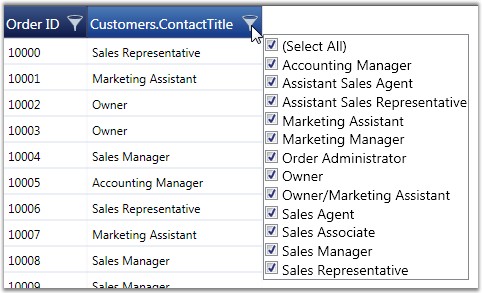 Order ID Customers.ContactTitle
10000 Sales Representative
10001 Marketing Assistant
10002 Owner
10003 Owner
10004 Sales Manager
10005 Accounting Manager
10006 Sales Representative
10007 Marketing Assistant
10008 Sales Manager
10009 Sales Manager
(Select All)
Accounting Manager
Assistant Sales Agent
Assistant Sales Representative
Marketing Assistant
Marketing Manager
Order Administrator
Owner
Owner/Marketing Assistant
Sales Agent
Sales Associate
Sales Manager
Sales Representative